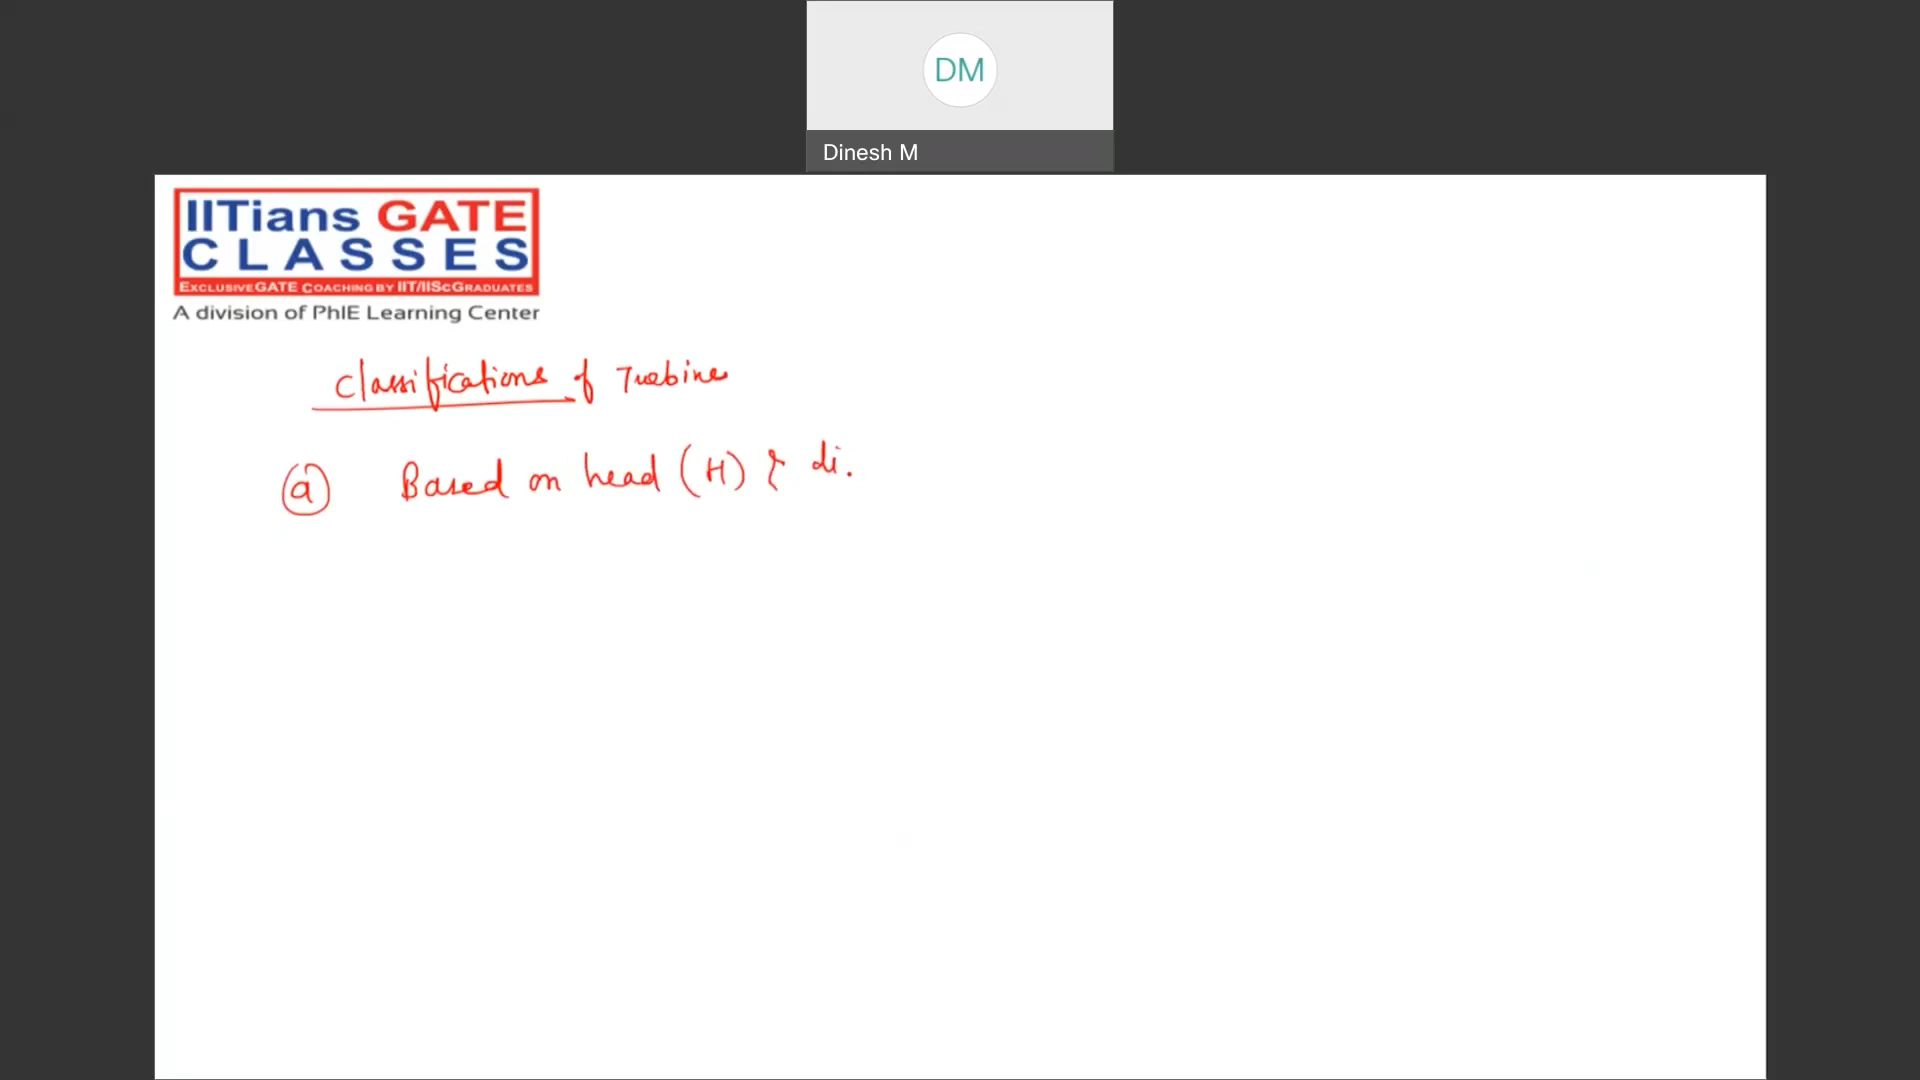 DM
Dinesh M
IITians GATE
CLASSES
EXCLUSIVE GATE COACHING BY IIT/IISc GRADUATES
A division of PhIE Learning Center
Classifications of Turbines
(a) Based on head (H) & di.